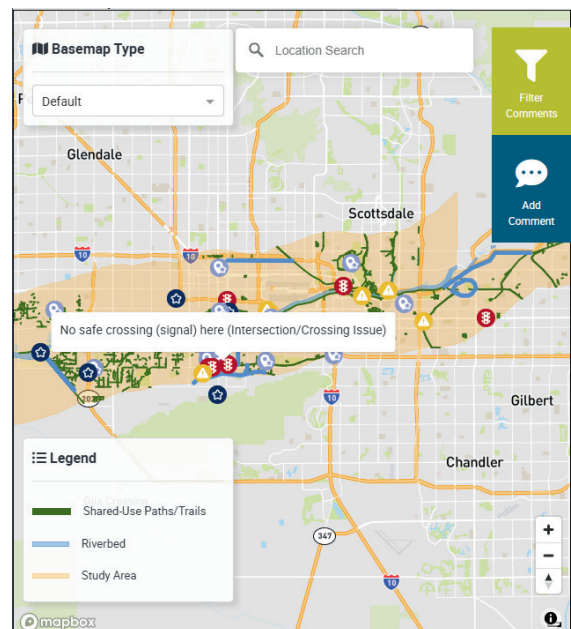 Basemap Type
Location Search
Default
Filter
Comments
Glendale
Add
Comment
Scottsdale
10
10
No safe crossing (signal) here (Intersection/Crossing Issue)
202
10
Gilbert
Legend
Chandler
Shared-Use Paths/Trails
Riverbed
347
Study Area
10
mapbox